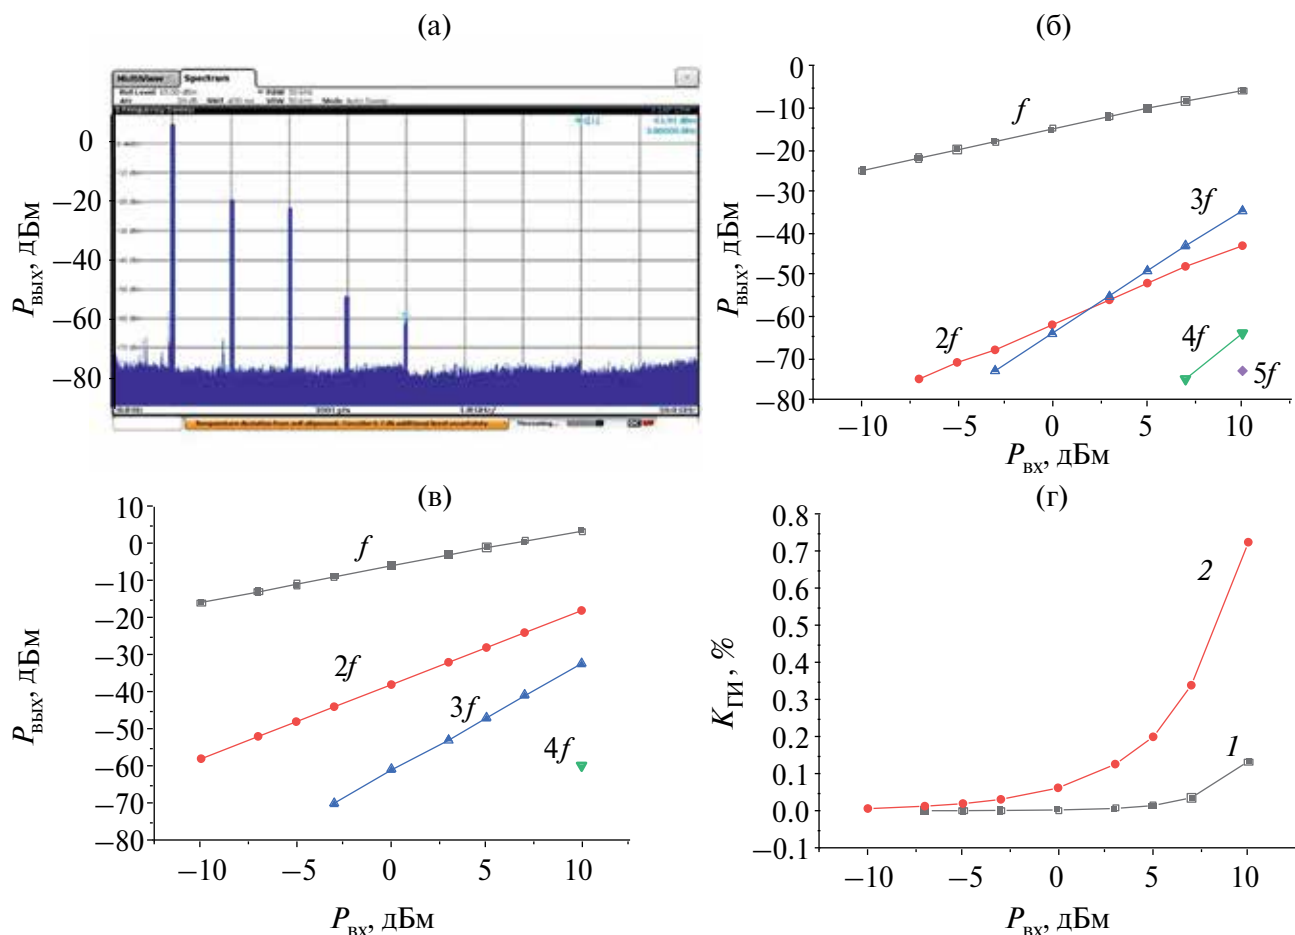 (а)
MultiView Spectrum
P_вых, дБм
0
−20
−40
−60
−80
(б)
P_вых, дБм
0
−10
−20
−30
−40
−50
−60
−70
−80
f
3f
2f
4f
5f
−10 −5 0 5 10
P_вх, дБм
(в)
P_вых, дБм
10
0
−10
−20
−30
−40
−50
−60
−70
−80
f
2f
3f
4f
−10 −5 0 5 10
P_вх, дБм
(г)
K_ГИ, %
0.8
0.7
0.6
0.5
0.4
0.3
0.2
0.1
0.0
−0.1
2
1
−10 −5 0 5 10
P_вх, дБм